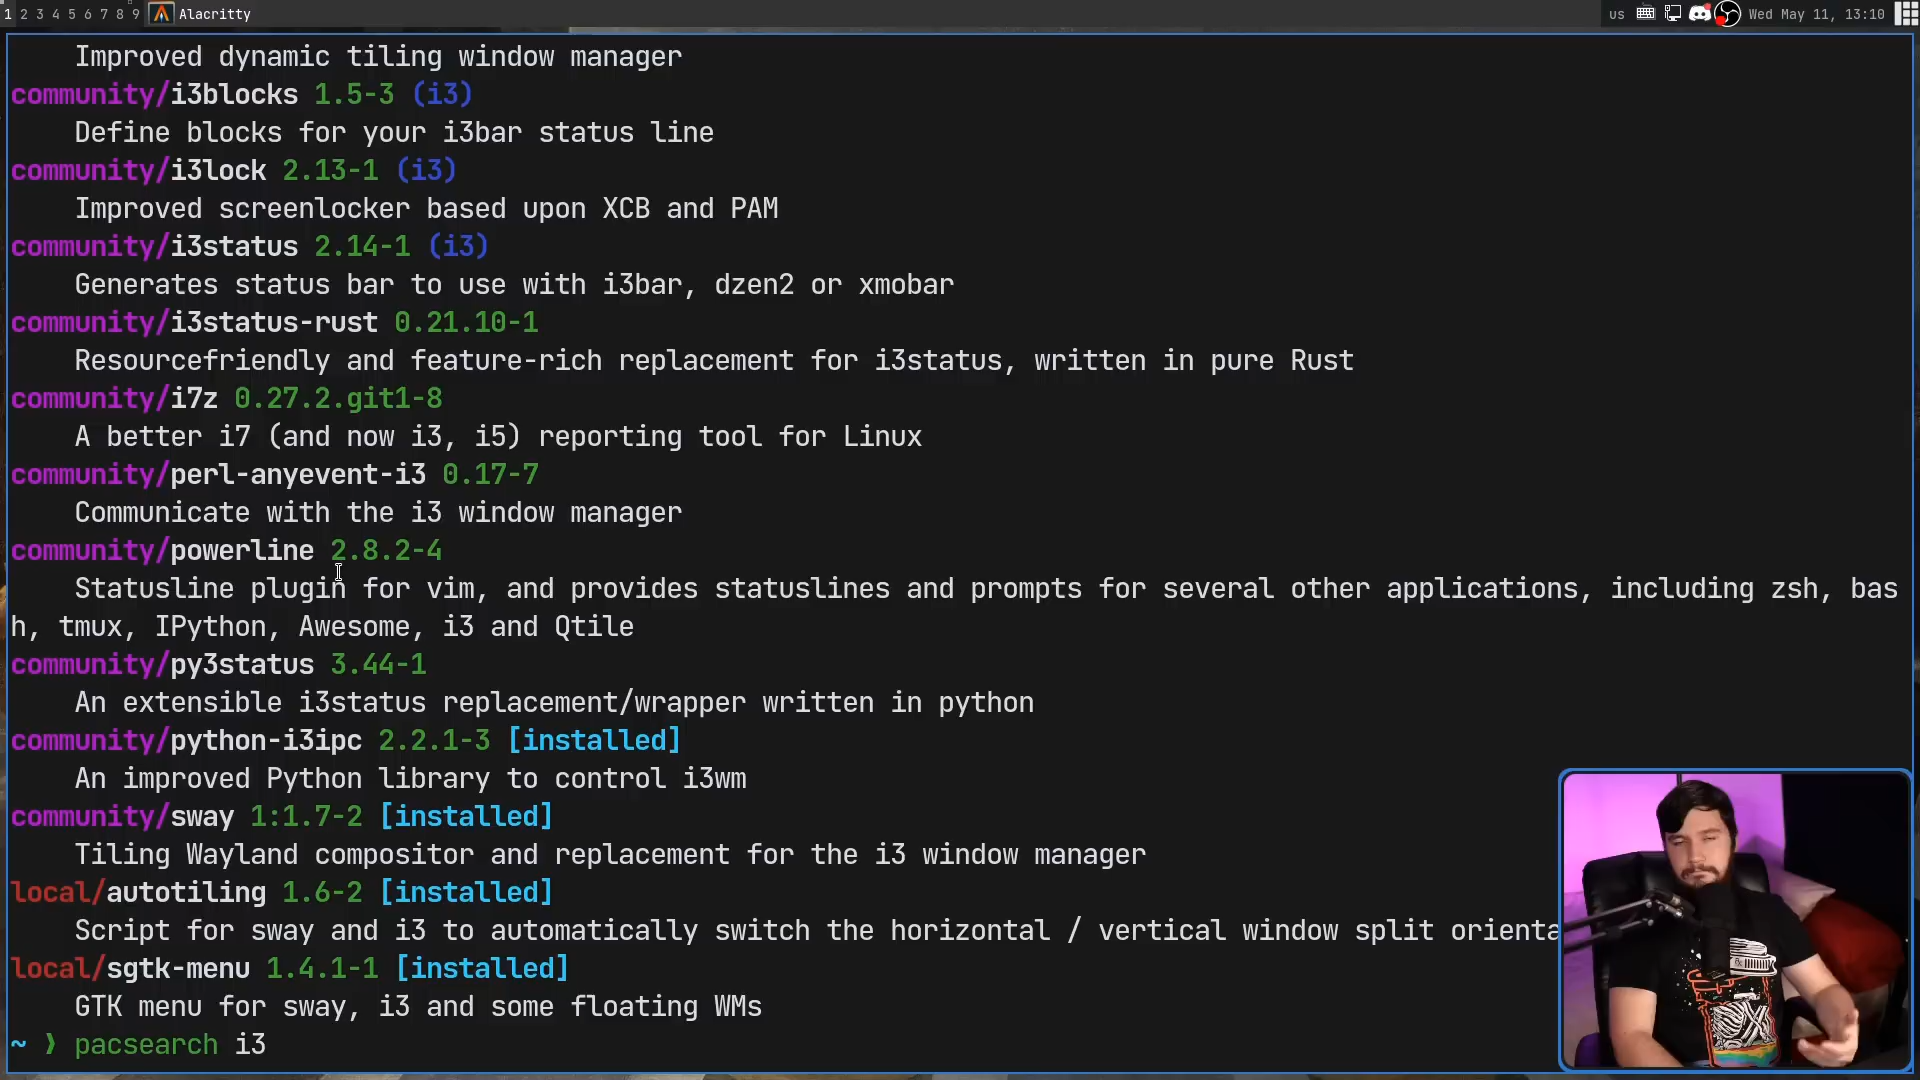 1 2 3 4 5 6 7 8 9 Alacritty us Wed May 11, 13:10
Improved dynamic tiling window manager
community/i3blocks 1.5-3 (i3)
Define blocks for your i3bar status line
community/i3lock 2.13-1 (i3)
Improved screenlocker based upon XCB and PAM
community/i3status 2.14-1 (i3)
Generates status bar to use with i3bar, dzen2 or xmobar
community/i3status-rust 0.21.10-1
Resourcefriendly and feature-rich replacement for i3status, written in pure Rust
community/i7z 0.27.2.git1-8
A better i7 (and now i3, i5) reporting tool for Linux
community/perl-anyevent-i3 0.17-7
Communicate with the i3 window manager
community/powerline 2.8.2-4
Statusline plugin for vim, and provides statuslines and prompts for several other applications, including zsh, bas
h, tmux, IPython, Awesome, i3 and Qtile
community/py3status 3.44-1
An extensible i3status replacement/wrapper written in python
community/python-i3ipc 2.2.1-3 [installed]
An improved Python library to control i3wm
community/sway 1:1.7-2 [installed]
Tiling Wayland compositor and replacement for the i3 window manager
local/autotiling 1.6-2 [installed]
Script for sway and i3 to automatically switch the horizontal / vertical window split orienta
local/sgtk-menu 1.4.1-1 [installed]
GTK menu for sway, i3 and some floating WMs
~ ❯ pacsearch i3